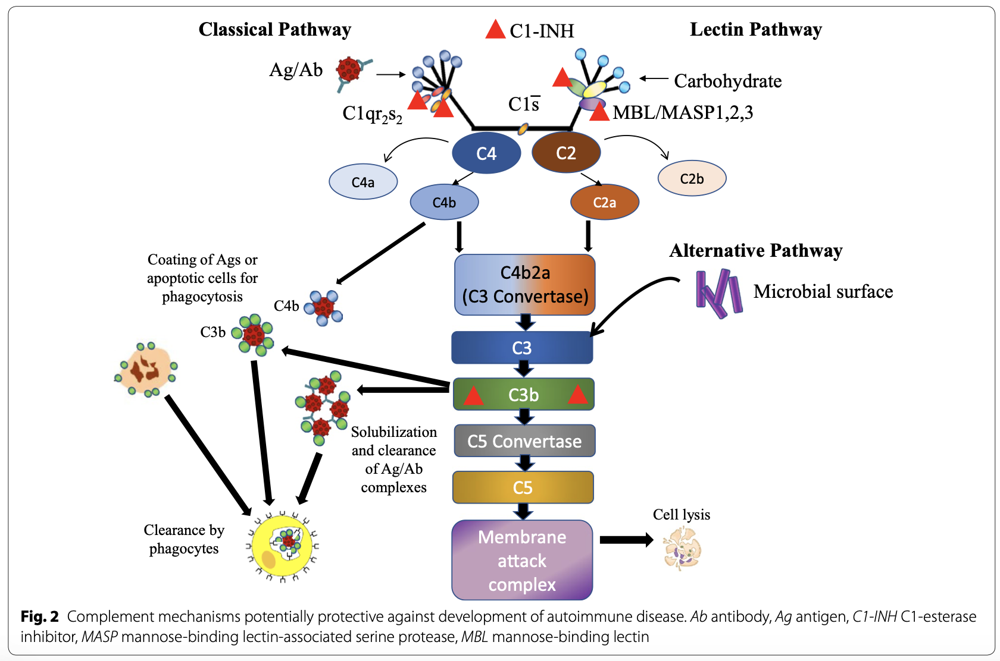 Classical Pathway
C1-INH
Lectin Pathway
Ag/Ab
Carbohydrate
C1qr₂s₂
C1s̅
MBL/MASP1,2,3
C4
C2
C4a
C2b
C4b
C2a
Alternative Pathway
Microbial surface
C4b2a
(C3 Convertase)
Coating of Ags or
apoptotic cells for
phagocytosis
C4b
C3b
C3
C3b
Solubilization
and clearance
of Ag/Ab
complexes
C5 Convertase
C5
Membrane
attack
complex
Cell lysis
Clearance by
phagocytes
Fig. 2 Complement mechanisms potentially protective against development of autoimmune disease. Ab antibody, Ag antigen, C1-INH C1-esterase
inhibitor, MASP mannose-binding lectin-associated serine protease, MBL mannose-binding lectin